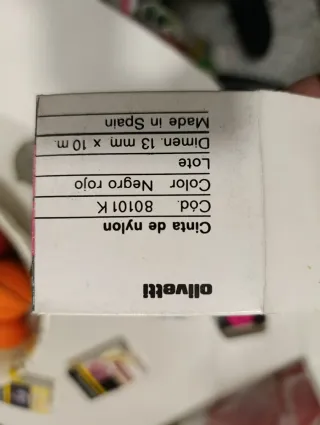 olivetti
Cinta de nylon
Cód. 80101 K
Color Negro rojo
Lote
Dimen. 13 mm. x 10 m.
Made in Spain